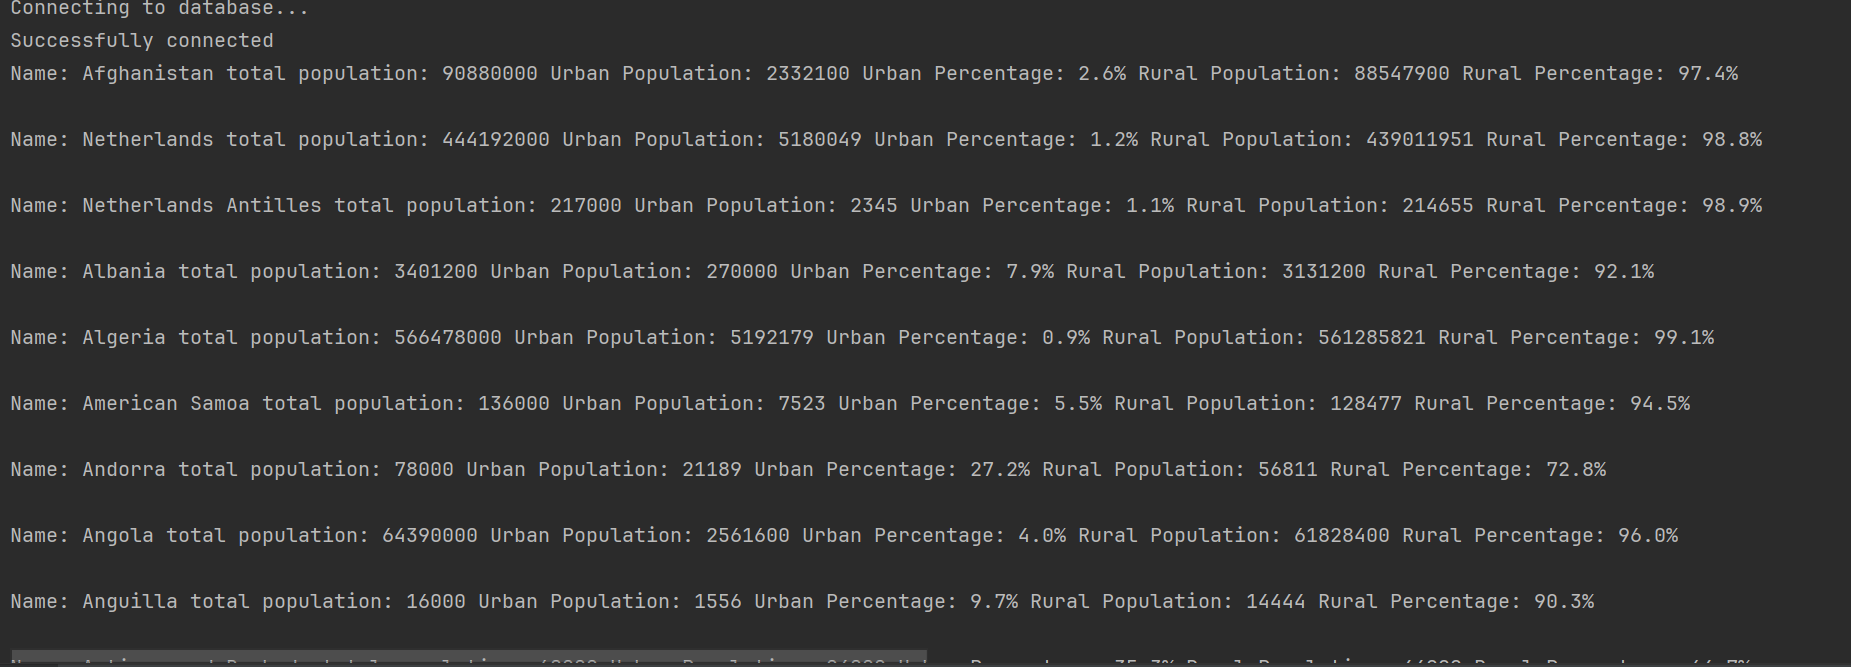 Connecting to database...
Successfully connected
Name: Afghanistan total population: 90880000 Urban Population: 2332100 Urban Percentage: 2.6% Rural Population: 88547900 Rural Percentage: 97.4%
Name: Netherlands total population: 444192000 Urban Population: 5180049 Urban Percentage: 1.2% Rural Population: 439011951 Rural Percentage: 98.8%
Name: Netherlands Antilles total population: 217000 Urban Population: 2345 Urban Percentage: 1.1% Rural Population: 214655 Rural Percentage: 98.9%
Name: Albania total population: 3401200 Urban Population: 270000 Urban Percentage: 7.9% Rural Population: 3131200 Rural Percentage: 92.1%
Name: Algeria total population: 566478000 Urban Population: 5192179 Urban Percentage: 0.9% Rural Population: 561285821 Rural Percentage: 99.1%
Name: American Samoa total population: 136000 Urban Population: 7523 Urban Percentage: 5.5% Rural Population: 128477 Rural Percentage: 94.5%
Name: Andorra total population: 78000 Urban Population: 21189 Urban Percentage: 27.2% Rural Population: 56811 Rural Percentage: 72.8%
Name: Angola total population: 64390000 Urban Population: 2561600 Urban Percentage: 4.0% Rural Population: 61828400 Rural Percentage: 96.0%
Name: Anguilla total population: 16000 Urban Population: 1556 Urban Percentage: 9.7% Rural Population: 14444 Rural Percentage: 90.3%